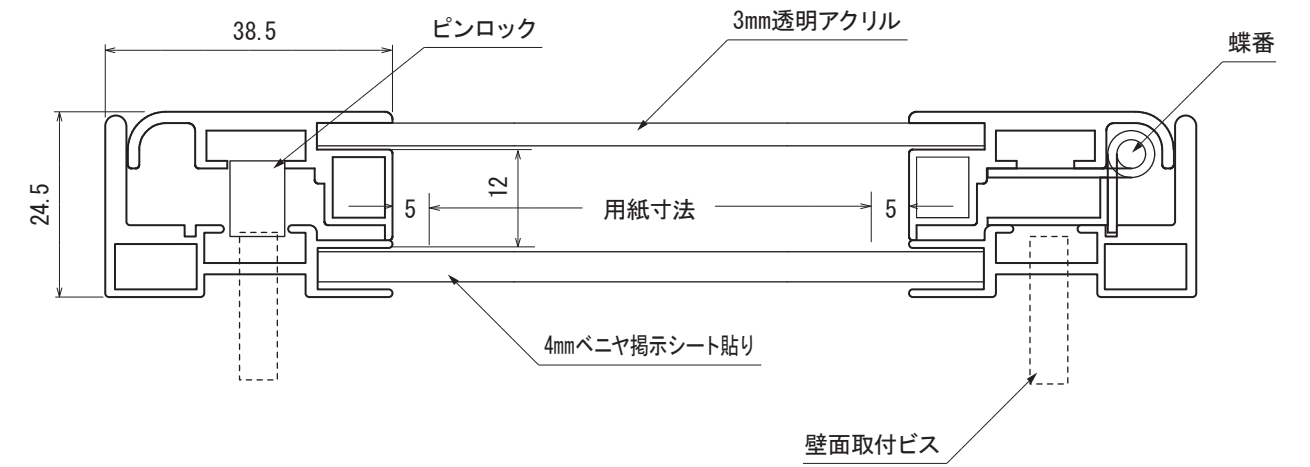 38.5
ピンロック
3mm透明アクリル
蝶番
24.5
12
5
用紙寸法
5
4mmベニヤ掲示シート貼り
壁面取付ビス